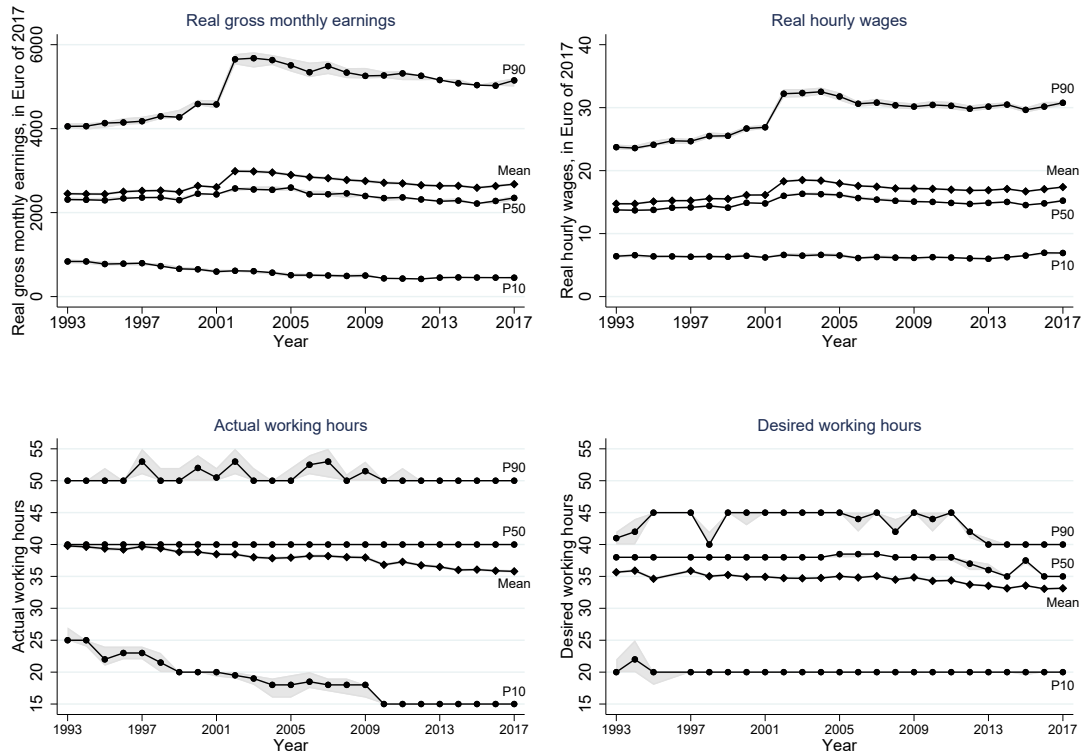 Real gross monthly earnings
Real gross monthly earnings, in Euro of 2017
6000
4000
2000
0
P90
Mean
P50
P10
1993 1997 2001 2005 2009 2013 2017
Year
Real hourly wages
Real hourly wages, in Euro of 2017
40
30
20
10
0
P90
Mean
P50
P10
1993 1997 2001 2005 2009 2013 2017
Year
Actual working hours
Actual working hours
55
50
45
40
35
30
25
20
15
P90
P50
Mean
P10
1993 1997 2001 2005 2009 2013 2017
Year
Desired working hours
Desired working hours
55
50
45
40
35
30
25
20
15
P90
P50
Mean
P10
1993 1997 2001 2005 2009 2013 2017
Year